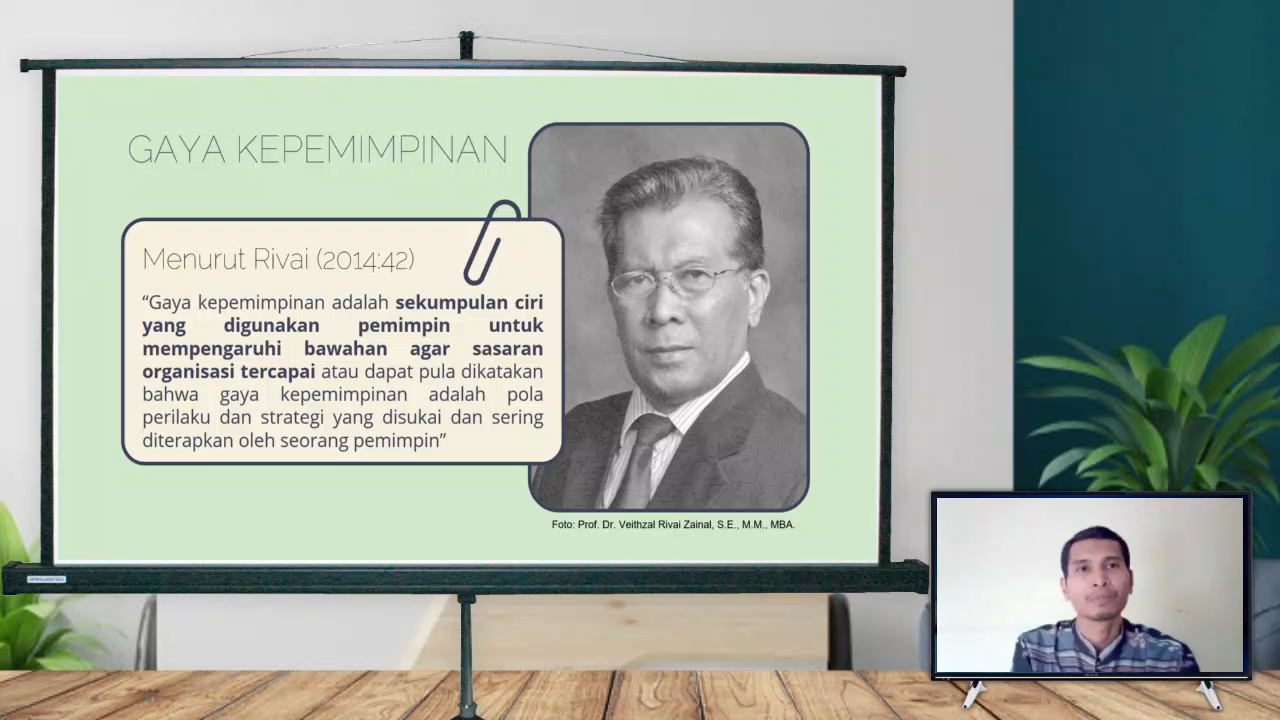 GAYA KEPEMIMPINAN
Menurut Rivai (2014:42)
“Gaya kepemimpinan adalah sekumpulan ciri
yang digunakan pemimpin untuk
mempengaruhi bawahan agar sasaran
organisasi tercapai atau dapat pula dikatakan
bahwa gaya kepemimpinan adalah pola
perilaku dan strategi yang disukai dan sering
diterapkan oleh seorang pemimpin”
Foto: Prof. Dr. Veithzal Rivai Zainal, S.E., M.M., MBA.